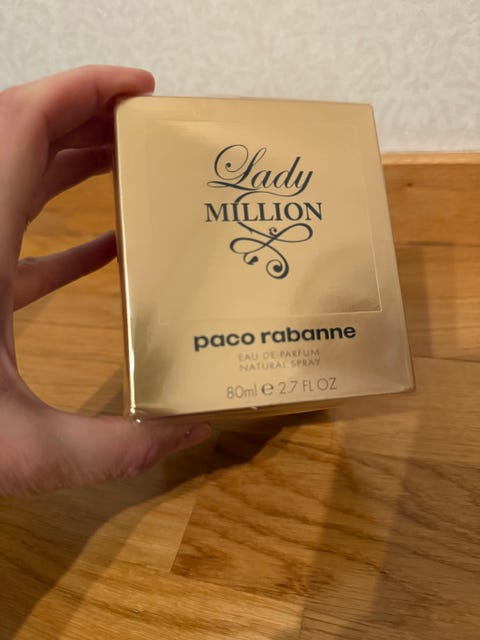 Lady
MILLION
paco rabanne
EAU DE PARFUM
NATURAL SPRAY
80ml e 2.7 FL OZ